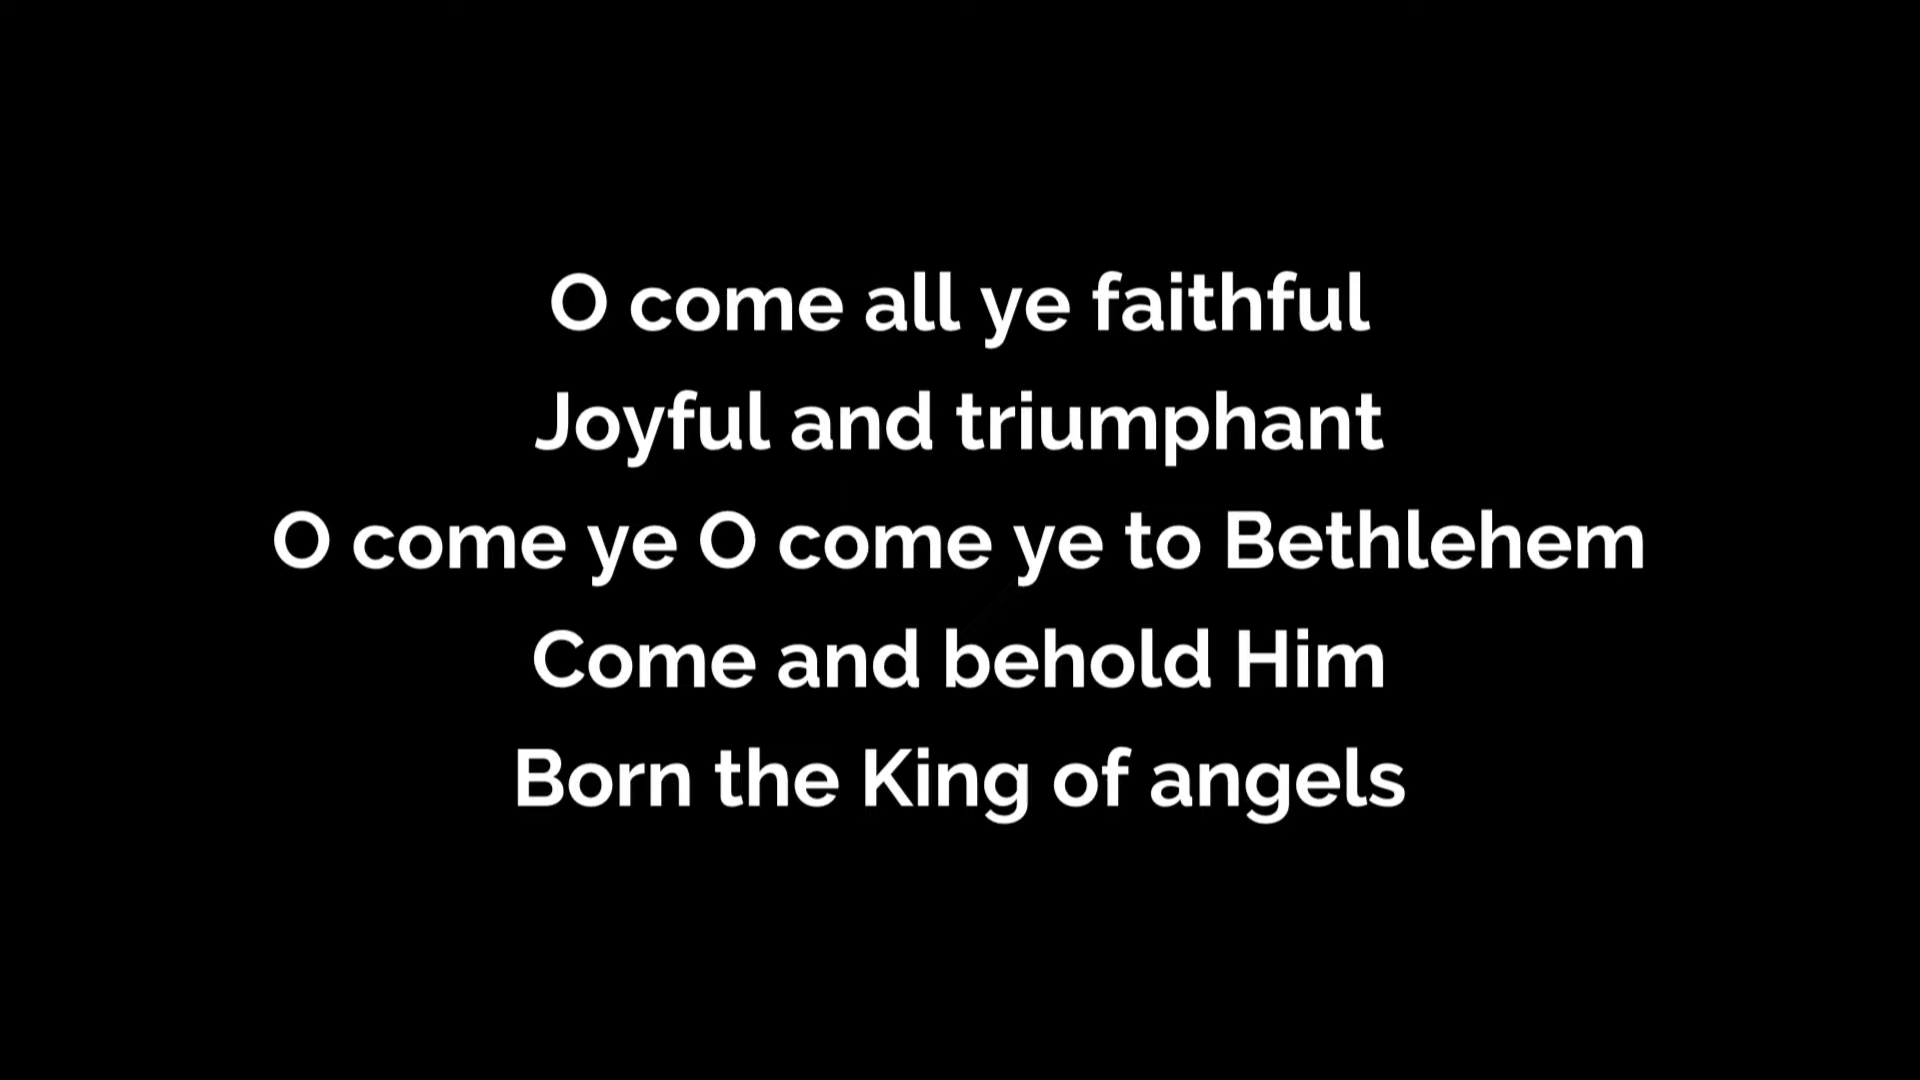 O come all ye faithful
Joyful and triumphant
O come ye O come ye to Bethlehem
Come and behold Him
Born the King of angels